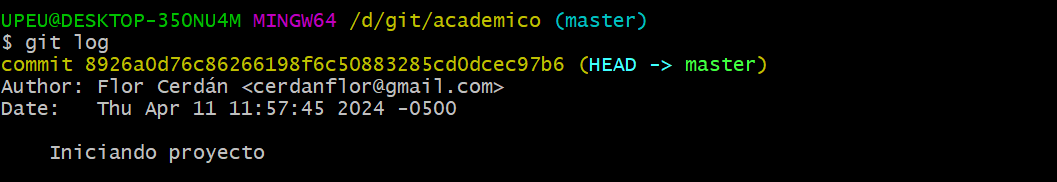 UPEU@DESKTOP-350NU4M MINGW64 /d/git/academico (master)
$ git log
commit 8926a0d76c86266198f6c50883285cd0dcec97b6 (HEAD -> master)
Author: Flor Cerdán <cerdanflor@gmail.com>
Date:   Thu Apr 11 11:57:45 2024 -0500
    Iniciando proyecto